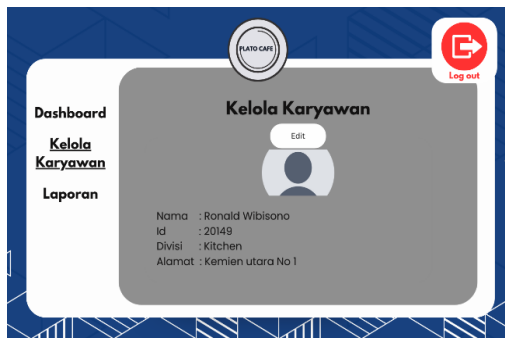 PLATO CAFE
Log out
Dashboard
Kelola
Karyawan
Laporan
Kelola Karyawan
Edit
Nama : Ronald Wibisono
Id : 20149
Divisi : Kitchen
Alamat : Kemien utara No 1